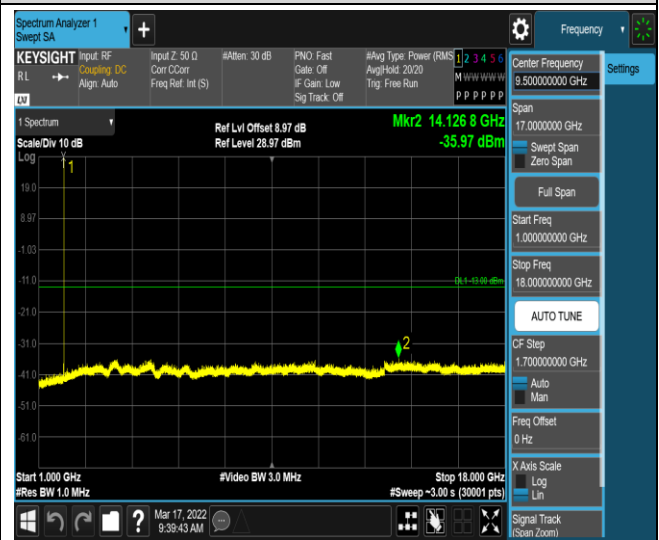 Spectrum Analyzer 1
Swept SA
+
Frequency
KEYSIGHT
RL
LXI
Input: RF
Coupling: DC
Align: Auto
Input Z: 50 Ω
Corr CCorr
Freq Ref: Int (S)
#Atten: 30 dB
PNO: Fast
Gate: Off
IF Gain: Low
Sig Track: Off
#Avg Type: Power (RMS
Avg|Hold: 20/20
Trig: Free Run
1 2 3 4 5 6
M W W W W W
P P P P P P
1 Spectrum
Scale/Div 10 dB
Ref Lvl Offset 8.97 dB
Ref Level 28.97 dBm
Mkr2 14.126 8 GHz
-35.97 dBm
Log
1
19.0
8.97
-1.03
-11.0
DL1 -13.00 dBm
-21.0
-31.0
2
-41.0
-51.0
-61.0
Start 1.000 GHz
#Res BW 1.0 MHz
#Video BW 3.0 MHz
Stop 18.000 GHz
#Sweep ~3.00 s (30001 pts)
?
Mar 17, 2022
9:39:43 AM
Center Frequency
9.500000000 GHz
Settings
Span
17.0000000 GHz
Swept Span
Zero Span
Full Span
Start Freq
1.000000000 GHz
Stop Freq
18.000000000 GHz
AUTO TUNE
CF Step
1.700000000 GHz
Auto
Man
Freq Offset
0 Hz
X Axis Scale
Log
Lin
Signal Track
(Span Zoom)